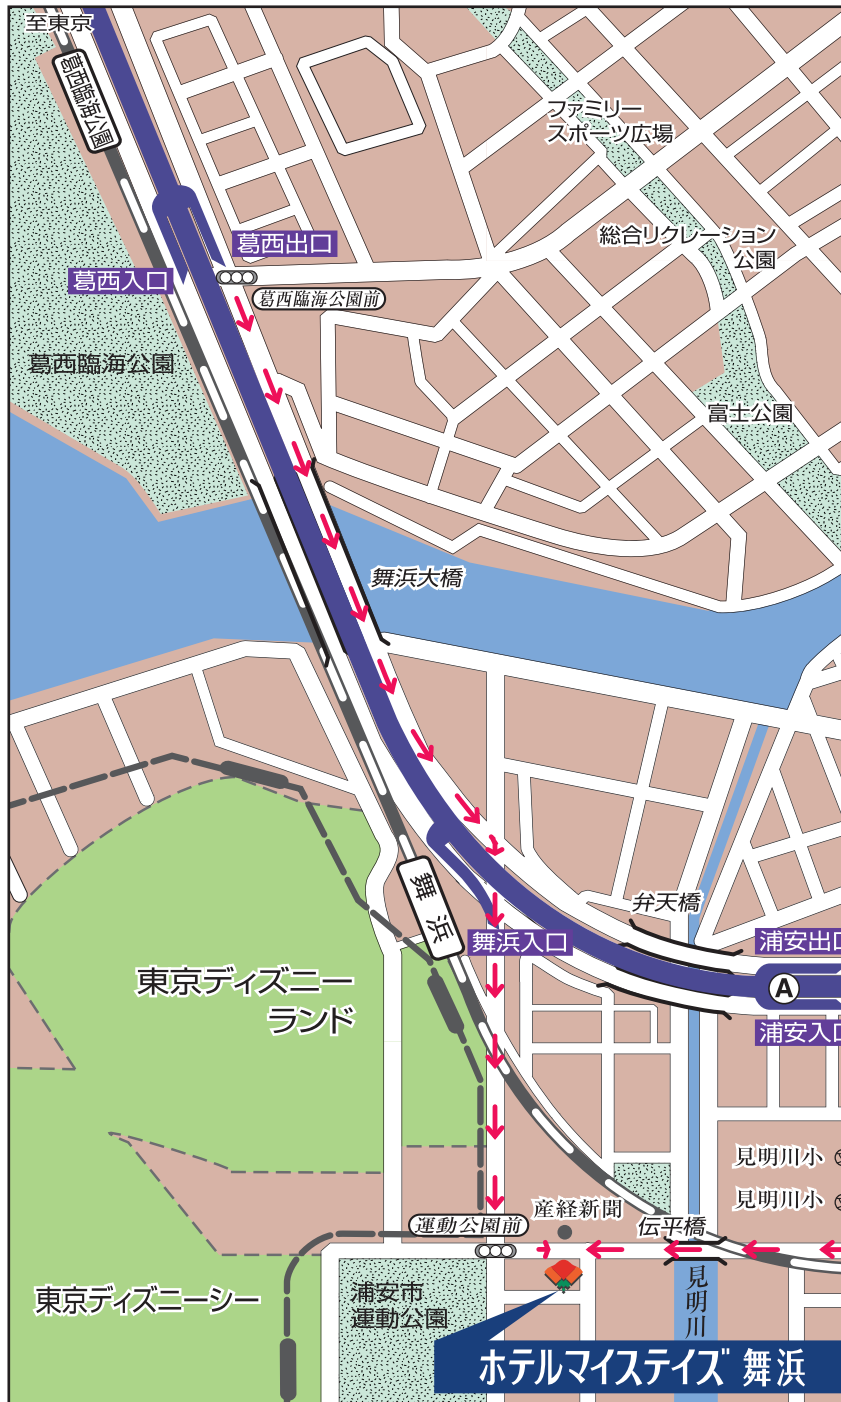 至東京
葛西臨海公園
ファミリー
スポーツ広場
総合リクレーション
公園
葛西出口
葛西入口
葛西臨海公園前
葛西臨海公園
富士公園
舞浜大橋
弁天橋
舞浜
舞浜入口
浦安出口
A
浦安入口
東京ディズニー
ランド
見明川小
見明川小
産経新聞
運動公園前
伝平橋
見明川
東京ディズニーシー
浦安市
運動公園
ホテルマイステイズ 舞浜